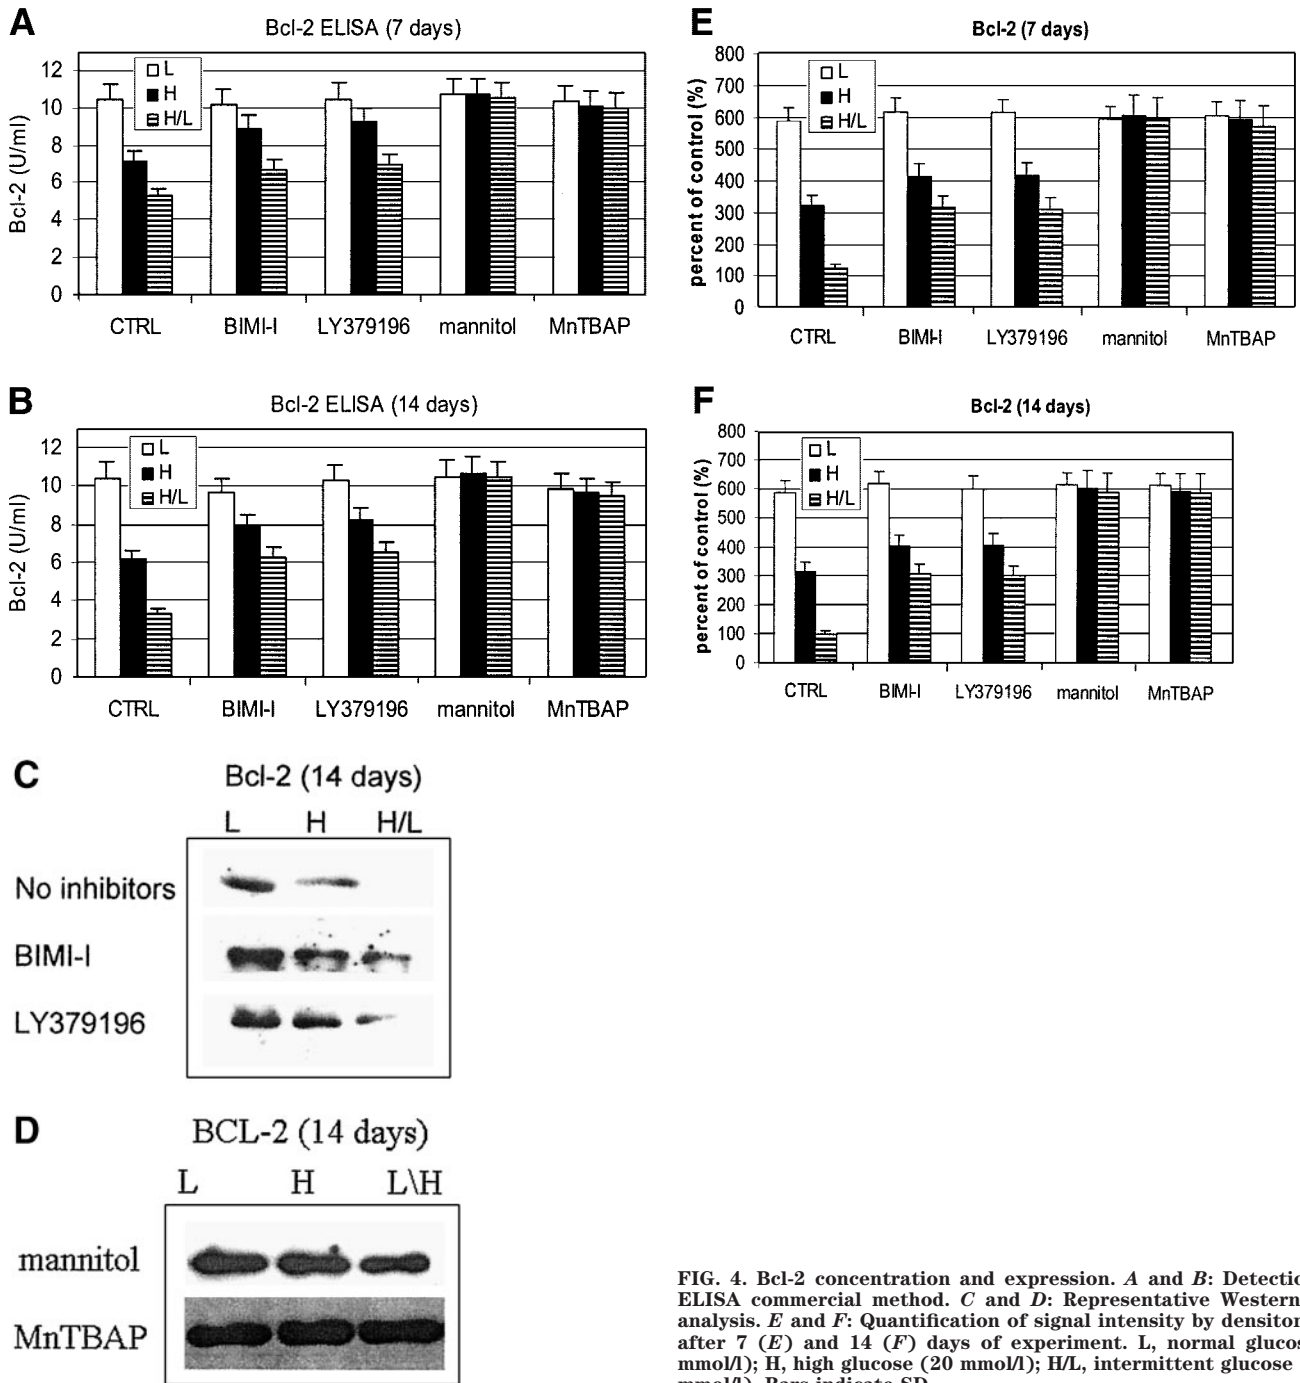 A
Bcl-2 ELISA (7 days)
Bcl-2 (U/ml)
12
10
8
6
4
2
0
L
H
H/L
CTRL BIMI-I LY379196 mannitol MnTBAP
B
Bcl-2 ELISA (14 days)
Bcl-2 (U/ml)
12
10
8
6
4
2
0
L
H
H/L
CTRL BIMI-I LY379196 mannitol MnTBAP
C
Bcl-2 (14 days)
L H H/L
No inhibitors
BIMI-I
LY379196
D
BCL-2 (14 days)
L H L\H
mannitol
MnTBAP
E
Bcl-2 (7 days)
percent of control (%)
800
700
600
500
400
300
200
100
0
L
H
H/L
CTRL BIMI-I LY379196 mannitol MnTBAP
F
Bcl-2 (14 days)
percent of control (%)
800
700
600
500
400
300
200
100
0
L
H
H/L
CTRL BIMI-I LY379196 mannitol MnTBAP
FIG. 4. Bcl-2 concentration and expression. A and B: Detectio
ELISA commercial method. C and D: Representative Western
analysis. E and F: Quantification of signal intensity by densitor
after 7 (E) and 14 (F) days of experiment. L, normal glucos
mmol/l); H, high glucose (20 mmol/l); H/L, intermittent glucose